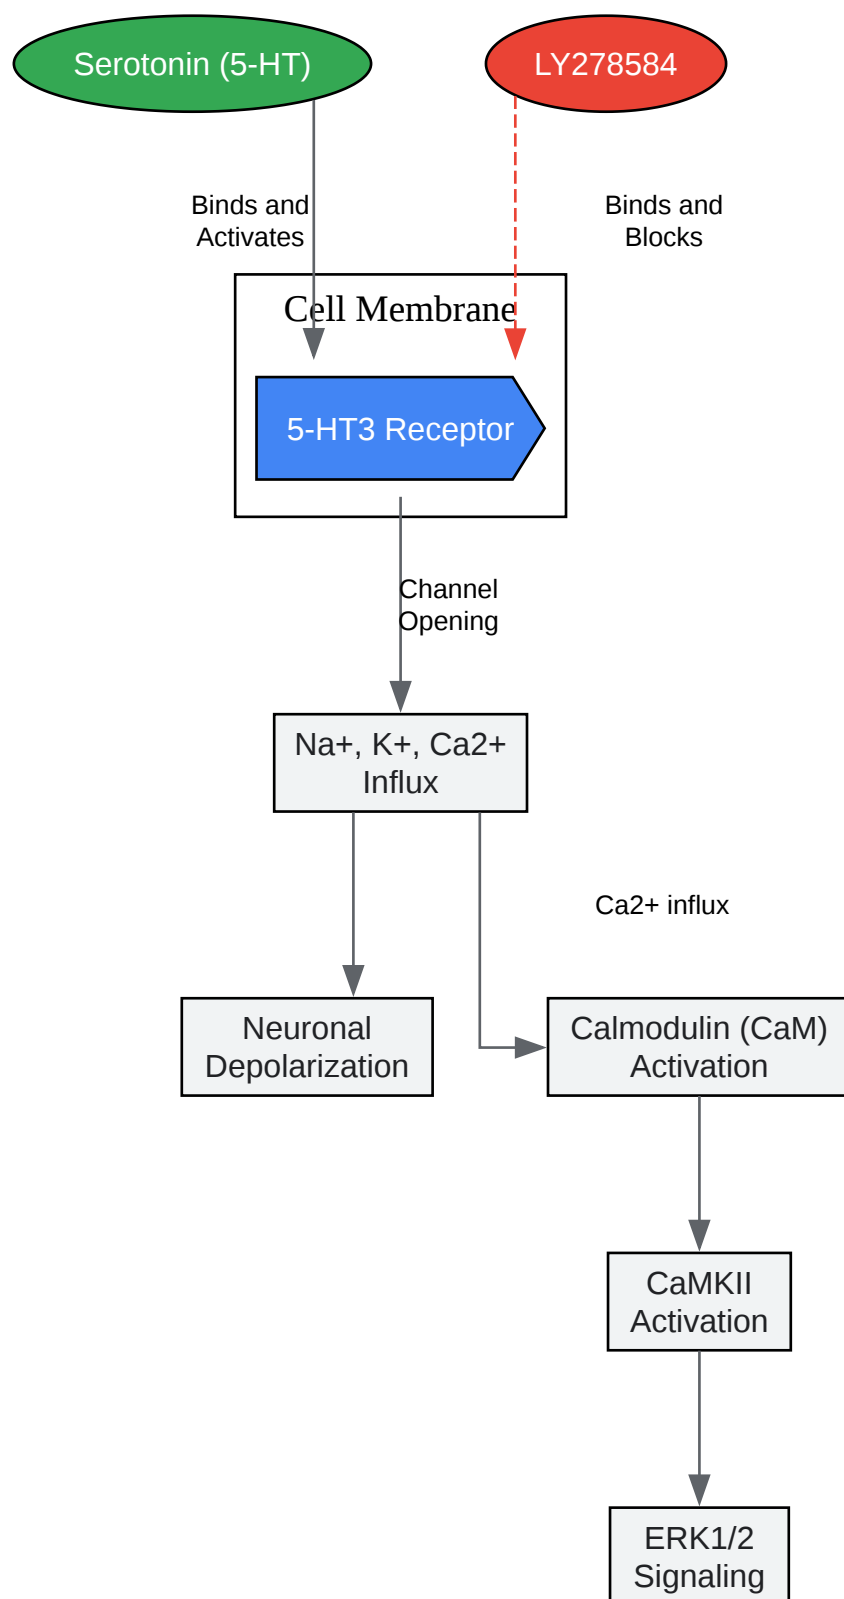 Serotonin (5-HT)
LY278584
Binds and
Activates
Binds and
Blocks
Cell Membrane
5-HT3 Receptor
Channel
Opening
Na+, K+, Ca2+
Influx
Ca2+ influx
Neuronal
Depolarization
Calmodulin (CaM)
Activation
CaMKII
Activation
ERK1/2
Signaling